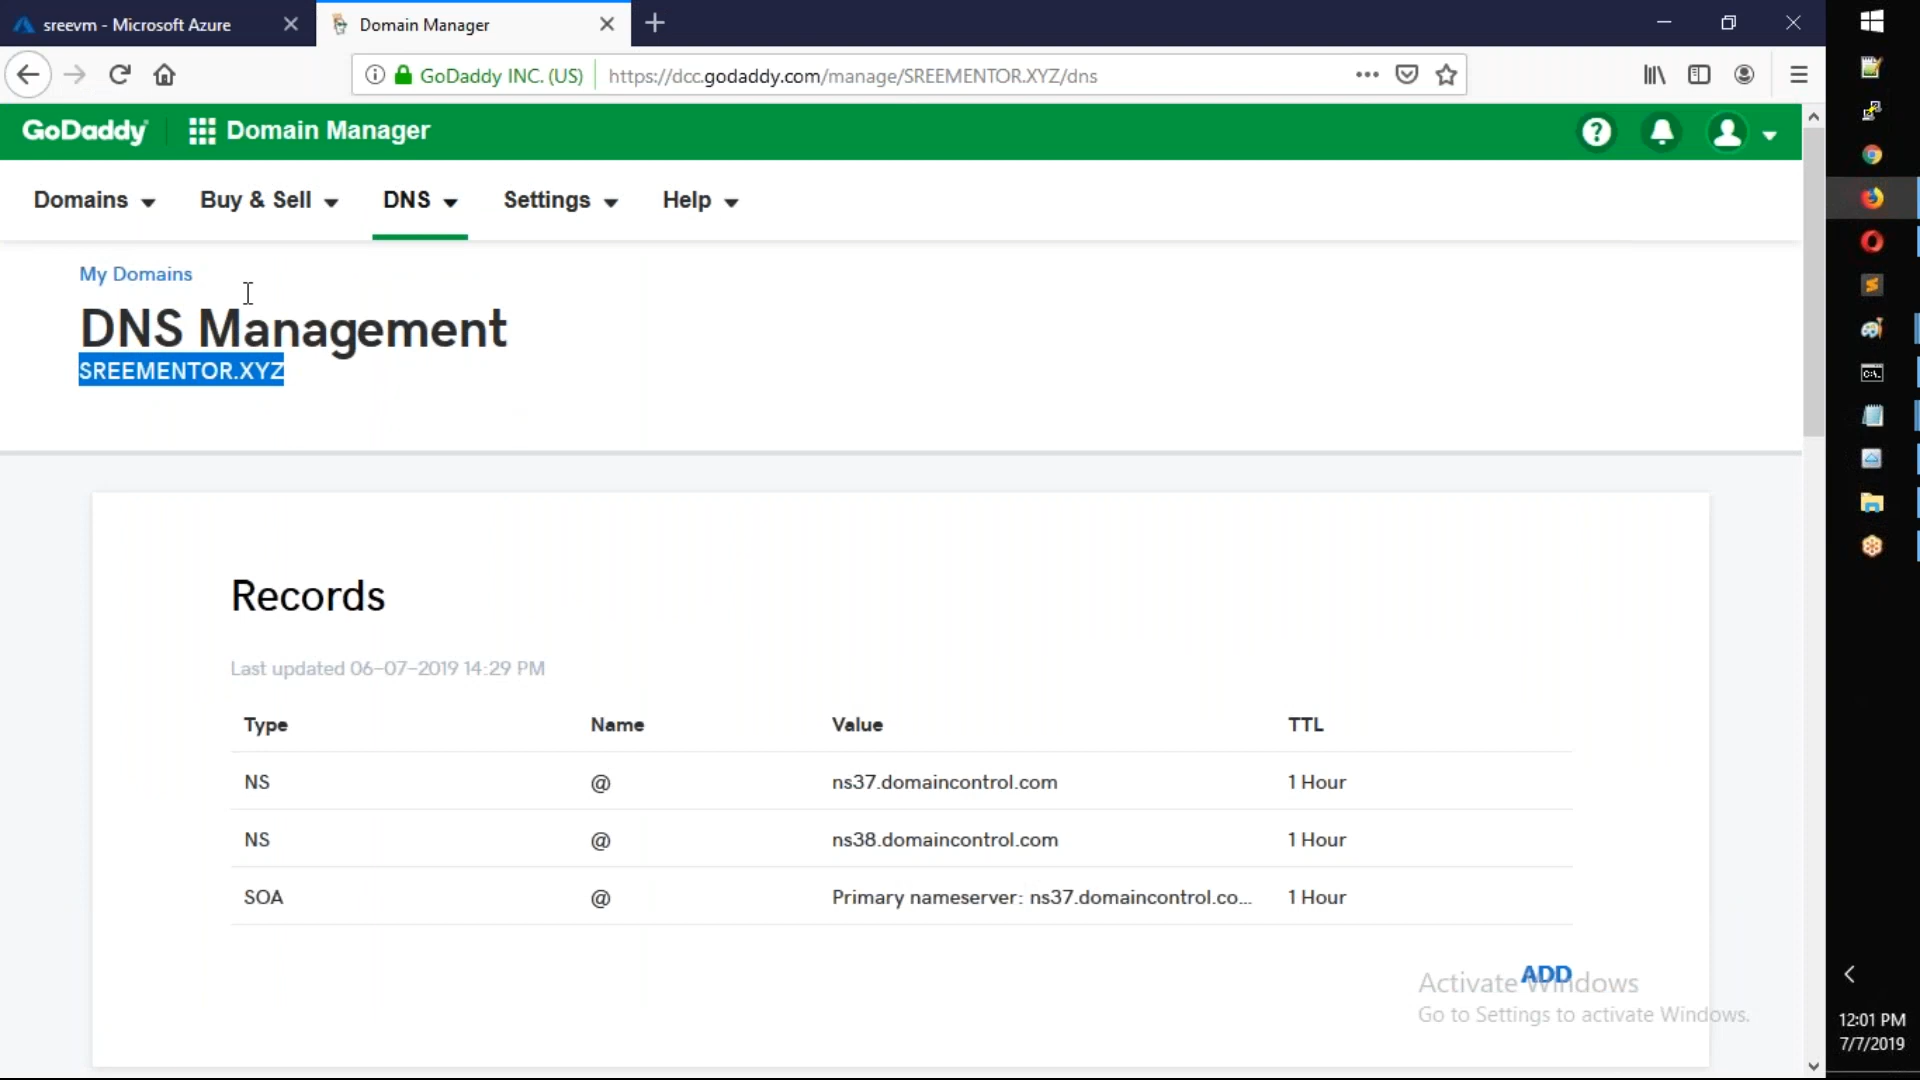 sreevm - Microsoft Azure
Domain Manager
GoDaddy INC. (US)
https://dcc.godaddy.com/manage/SREEMENTOR.XYZ/dns
GoDaddy
Domain Manager
Domains
Buy & Sell
DNS
Settings
Help
My Domains
DNS Management
SREEMENTOR.XYZ
Records
Last updated 06-07-2019 14:29 PM
Type Name Value TTL
NS @ ns37.domaincontrol.com 1 Hour
NS @ ns38.domaincontrol.com 1 Hour
SOA @ Primary nameserver: ns37.domaincontrol.co... 1 Hour
ADD
Activate Windows
Go to Settings to activate Windows.
12:01 PM
7/7/2019